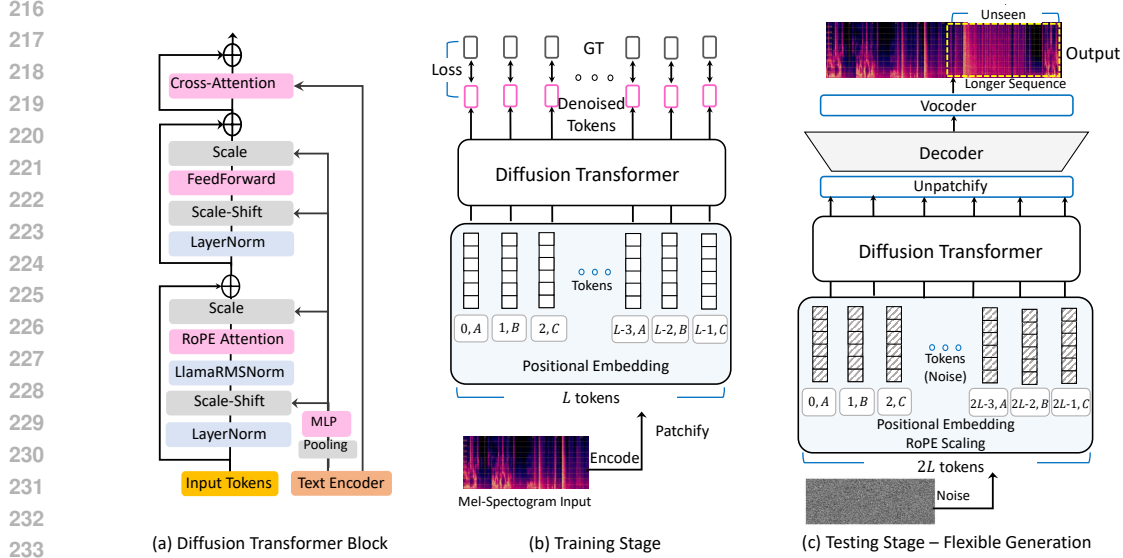 216
217
218
219
220
221
222
223
224
225
226
227
228
229
230
231
232
233
Cross-Attention
Scale
FeedForward
Scale-Shift
LayerNorm
Scale
RoPE Attention
LlamaRMSNorm
Scale-Shift
LayerNorm
MLP
Pooling
Input Tokens
Text Encoder
(a) Diffusion Transformer Block
GT
Loss
Denoised
Tokens
Diffusion Transformer
Tokens
0, A
1, B
2, C
L-3, A
L-2, B
L-1, C
Positional Embedding
L tokens
Patchify
Encode
Mel-Spectrogram Input
(b) Training Stage
Unseen
Output
Longer Sequence
Vocoder
Decoder
Unpatchify
Diffusion Transformer
Tokens
(Noise)
0, A
1, B
2, C
2L-3, A
2L-2, B
2L-1, C
Positional Embedding
RoPE Scaling
2L tokens
Noise
(c) Testing Stage – Flexible Generation